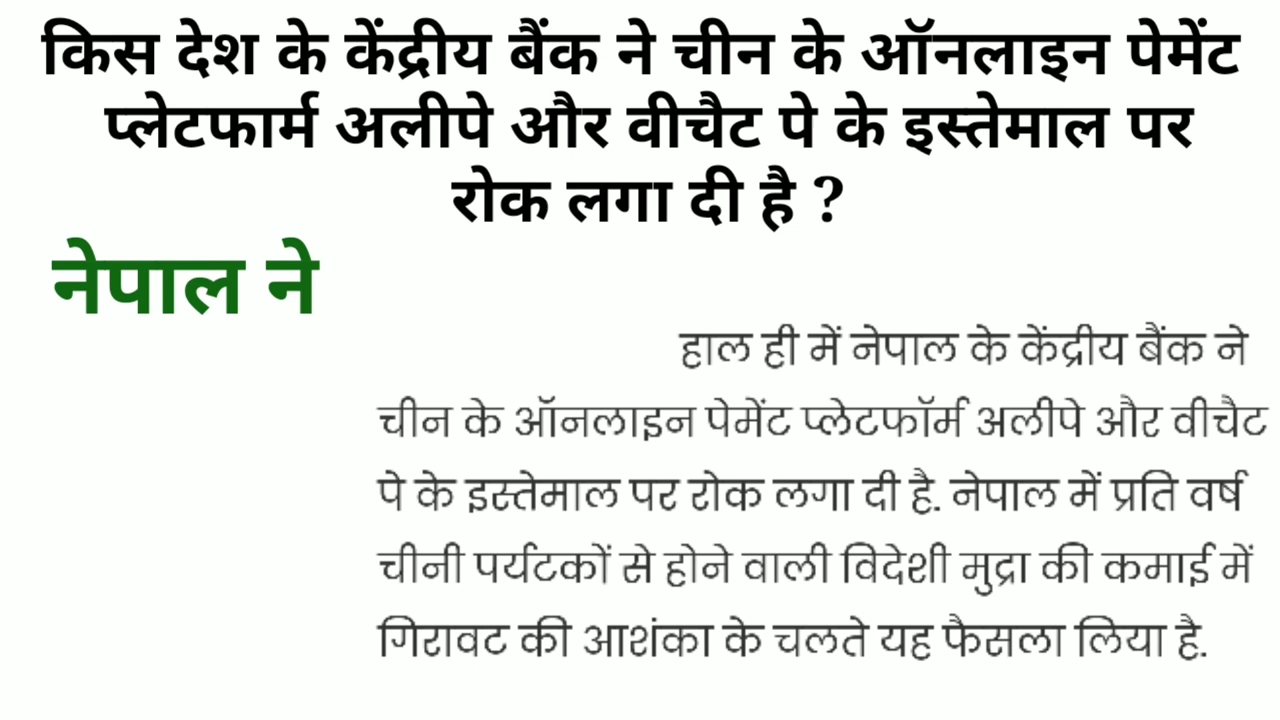 किस देश के केंद्रीय बैंक ने चीन के ऑनलाइन पेमेंट
प्लेटफार्म अलीपे और वीचैट पे के इस्तेमाल पर
रोक लगा दी है ?
नेपाल ने
हाल ही में नेपाल के केंद्रीय बैंक ने
चीन के ऑनलाइन पेमेंट प्लेटफॉर्म अलीपे और वीचैट
पे के इस्तेमाल पर रोक लगा दी है. नेपाल में प्रति वर्ष
चीनी पर्यटकों से होने वाली विदेशी मुद्रा की कमाई में
गिरावट की आशंका के चलते यह फैसला लिया है.